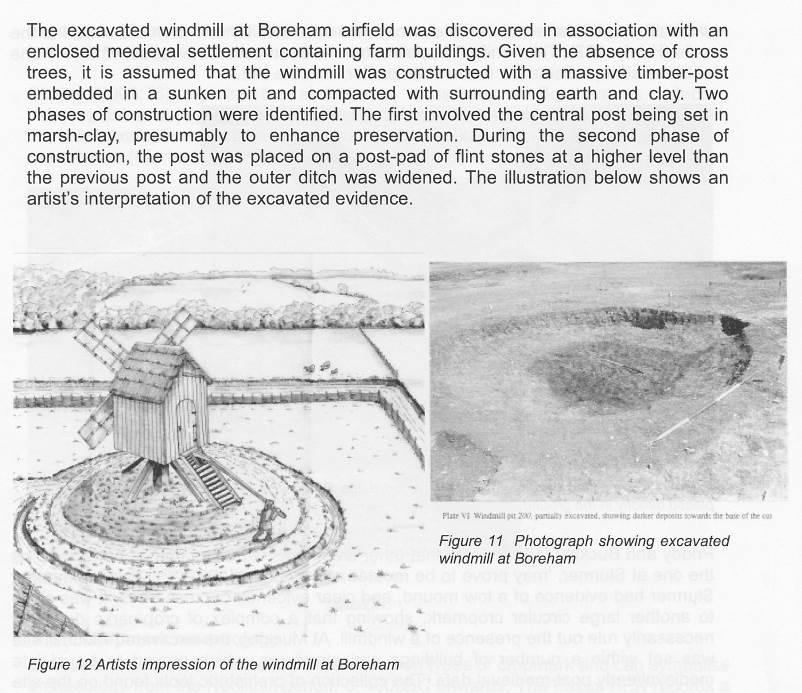 The excavated windmill at Boreham airfield was discovered in association with an
enclosed medieval settlement containing farm buildings. Given the absence of cross
trees, it is assumed that the windmill was constructed with a massive timber-post
embedded in a sunken pit and compacted with surrounding earth and clay. Two
phases of construction were identified. The first involved the central post being set in
marsh-clay, presumably to enhance preservation. During the second phase of
construction, the post was placed on a post-pad of flint stones at a higher level than
the previous post and the outer ditch was widened. The illustration below shows an
artist's interpretation of the excavated evidence.
Plate VI Windmill pit 200, partially excavated, showing darker deposits towards the base of the cut
Figure 11 Photograph showing excavated
windmill at Boreham
Figure 12 Artists impression of the windmill at Boreham